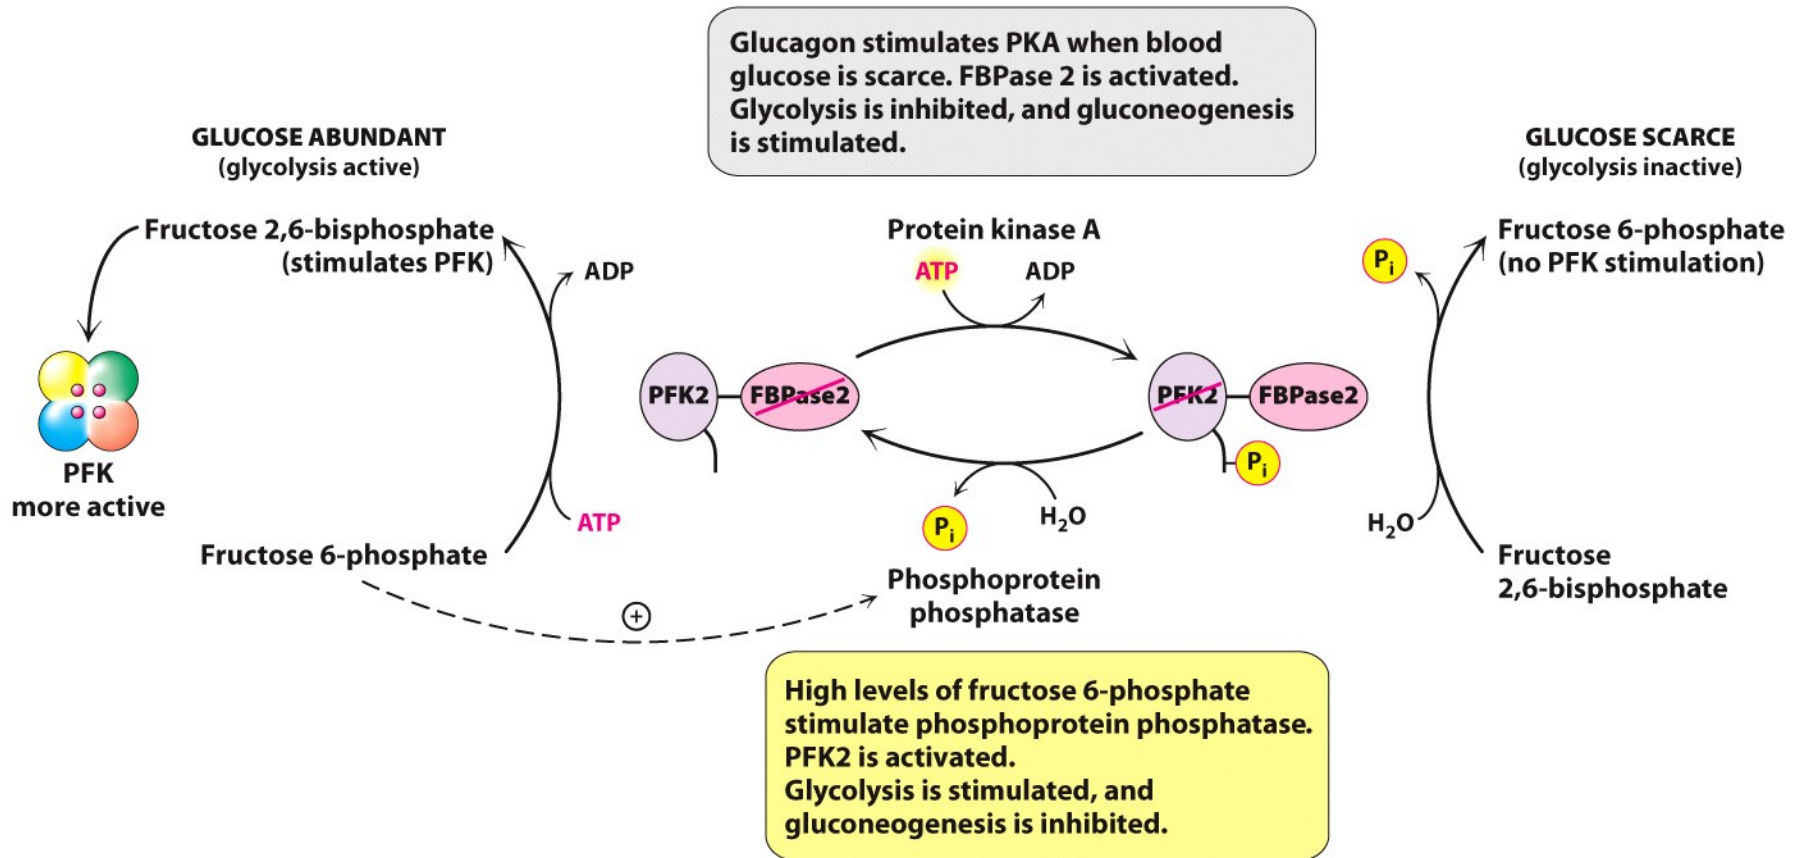 Glucagon stimulates PKA when blood
glucose is scarce. FBPase 2 is activated.
Glycolysis is inhibited, and gluconeogenesis
is stimulated.
GLUCOSE ABUNDANT
(glycolysis active)
GLUCOSE SCARCE
(glycolysis inactive)
Fructose 2,6-bisphosphate
(stimulates PFK)
ADP
Protein kinase A
ATP
ADP
Pi
Fructose 6-phosphate
(no PFK stimulation)
PFK
more active
PFK2
FBPase2
PFK2
FBPase2
Pi
ATP
Pi
H2O
H2O
Fructose 6-phosphate
Fructose
2,6-bisphosphate
+
Phosphoprotein
phosphatase
High levels of fructose 6-phosphate
stimulate phosphoprotein phosphatase.
PFK2 is activated.
Glycolysis is stimulated, and
gluconeogenesis is inhibited.